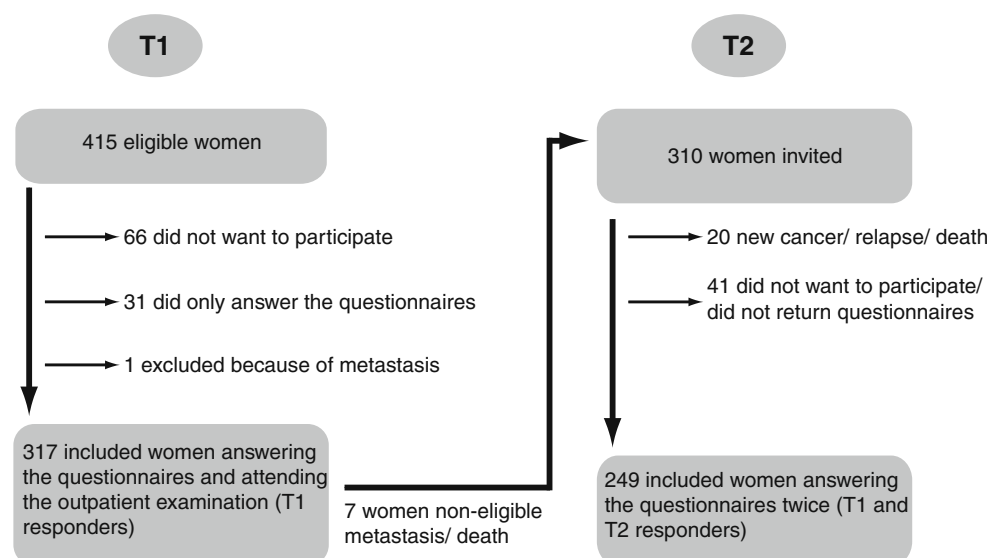 T1
415 eligible women
66 did not want to participate
31 did only answer the questionnaires
1 excluded because of metastasis
317 included women answering
the questionnaires and attending
the outpatient examination (T1
responders)
7 women non-eligible
metastasis/ death
T2
310 women invited
20 new cancer/ relapse/ death
41 did not want to participate/
did not return questionnaires
249 included women answering
the questionnaires twice (T1 and
T2 responders)